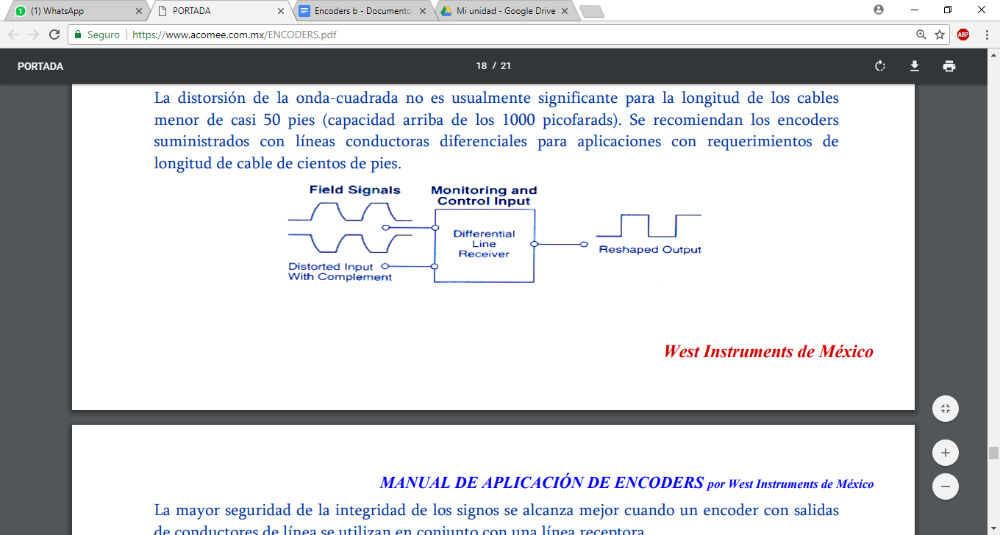 (1) WhatsApp
PORTADA
Encoders b - Documento
Mi unidad - Google Drive
Seguro
https://www.acomee.com.mx/ENCODERS.pdf
ABP
PORTADA
18 / 21
La distorsión de la onda-cuadrada no es usualmente significante para la longitud de los cables
menor de casi 50 pies (capacidad arriba de los 1000 picofarads). Se recomiendan los encoders
suministrados con líneas conductoras diferenciales para aplicaciones con requerimientos de
longitud de cable de cientos de pies.
Field Signals
Monitoring and
Control Input
Differential
Line
Receiver
Reshaped Output
Distorted Input
With Complement
West Instruments de México
MANUAL DE APLICACIÓN DE ENCODERS por West Instruments de México
La mayor seguridad de la integridad de los signos se alcanza mejor cuando un encoder con salidas
de conductores de línea se utilizan en conjunto con una línea receptora.